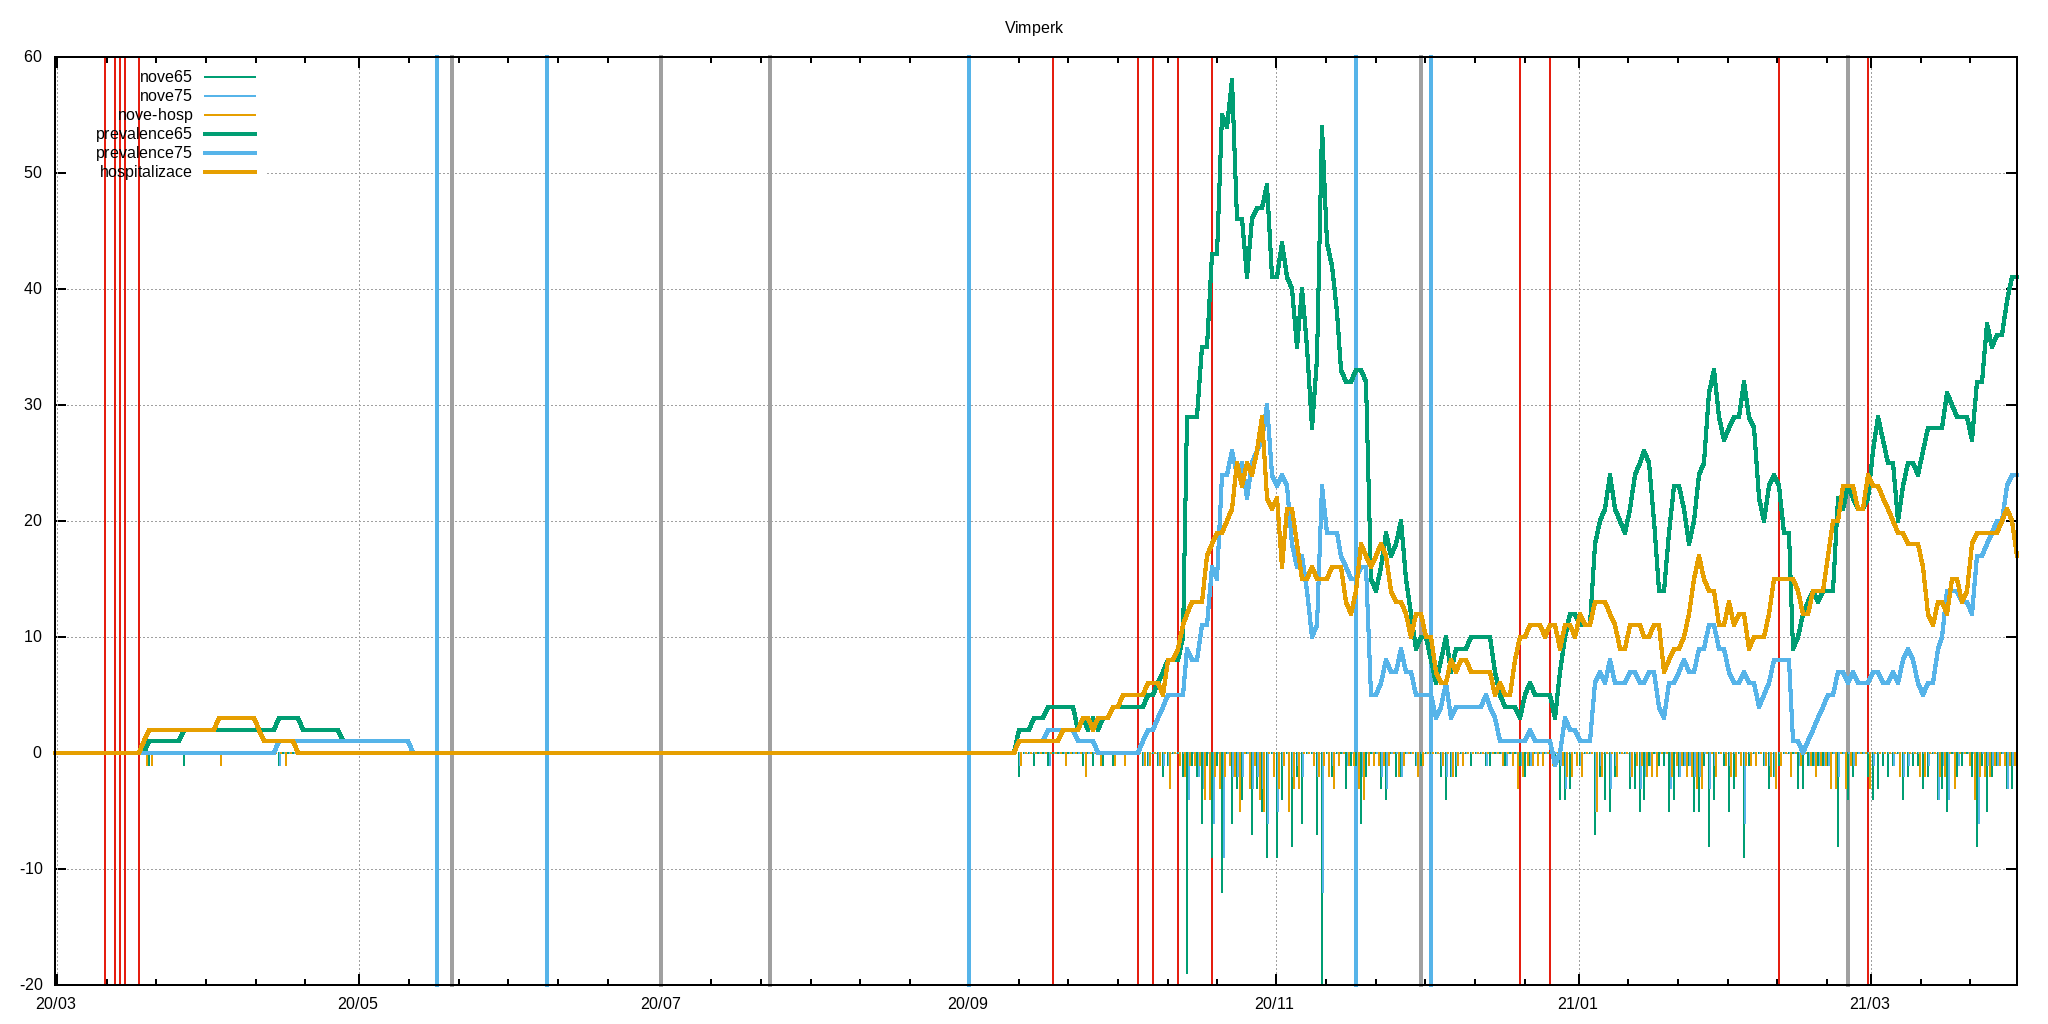 Vimperk
60
nove65
nove75
nove-hosp
prevalence65
prevalence75
hospitalizace
50
40
30
20
10
0
-10
-20
20/03 20/05 20/07 20/09 20/11 21/01 21/03